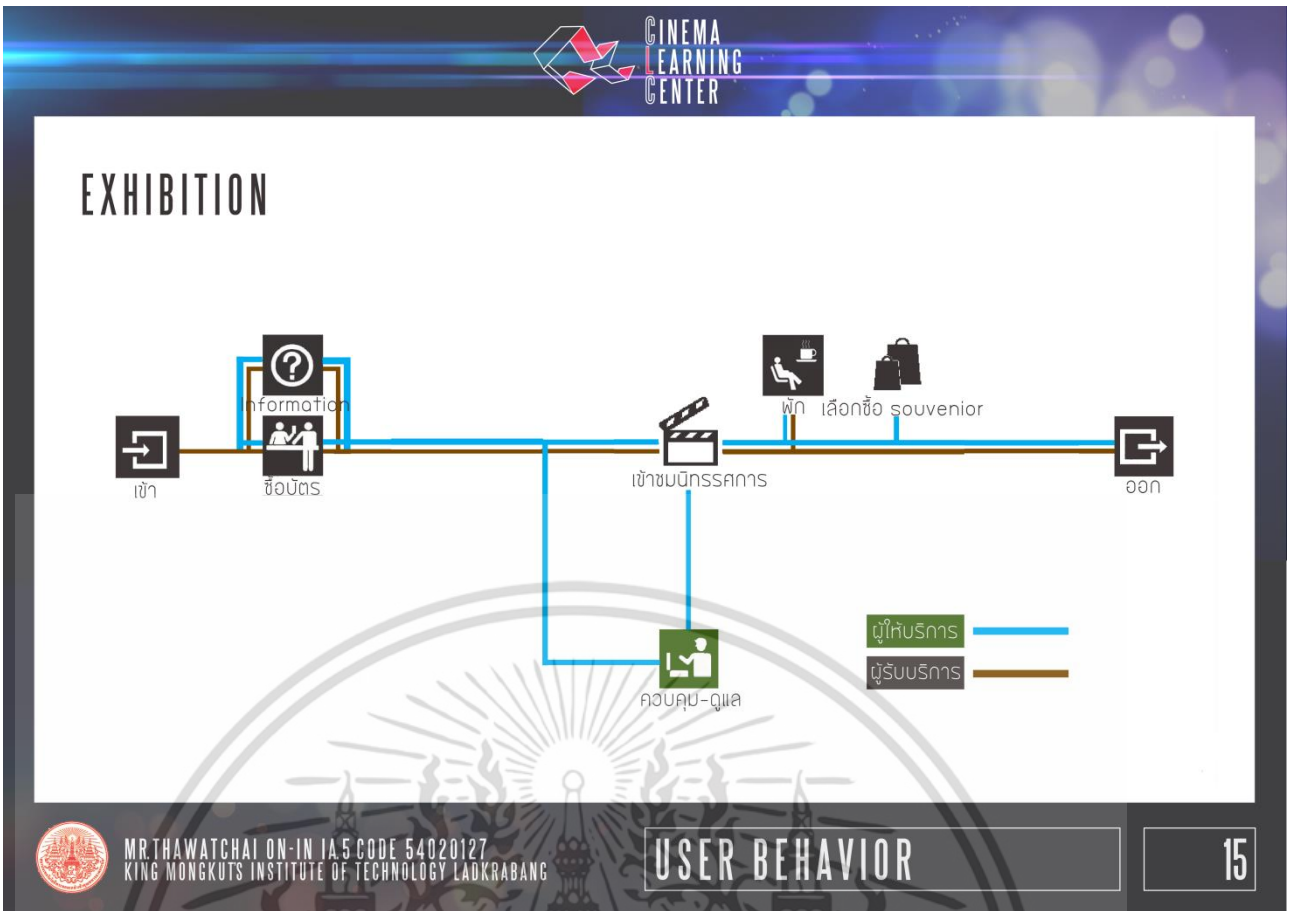 CINEMA
LEARNING
CENTER
EXHIBITION
Information
พัก
เลือกซื้อ souvenior
เข้า
ซื้อบัตร
เข้าชมนิทรรศการ
ออก
ผู้ให้บริการ
ผู้รับบริการ
ควบคุม-ดูแล
MR.THAWATCHAI ON-IN IA.5 CODE 54020127
KING MONGKUTS INSTITUTE OF TECHNOLOGY LADKRABANG
USER BEHAVIOR
15